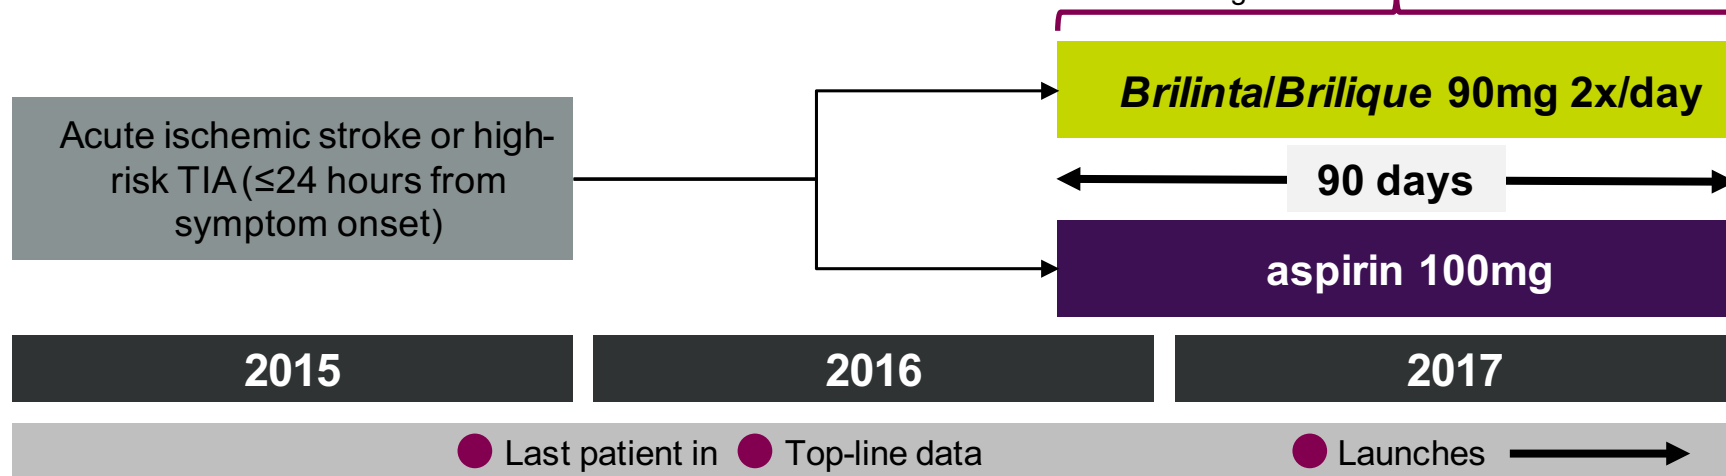 Brilinta/Brilique 90mg 2x/day
Acute ischemic stroke or high-
risk TIA (≤24 hours from
symptom onset)
90 days
aspirin 100mg
2015
2016
2017
Last patient in
Top-line data
Launches